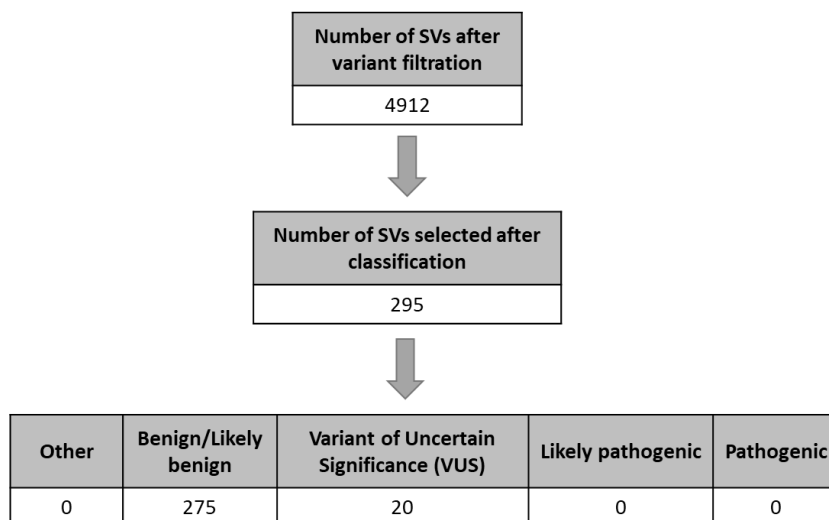 Number of SVs after
variant filtration
4912
Number of SVs selected after
classification
295
Other
Benign/Likely
benign
Variant of Uncertain
Significance (VUS)
Likely pathogenic
Pathogenic
0
275
20
0
0